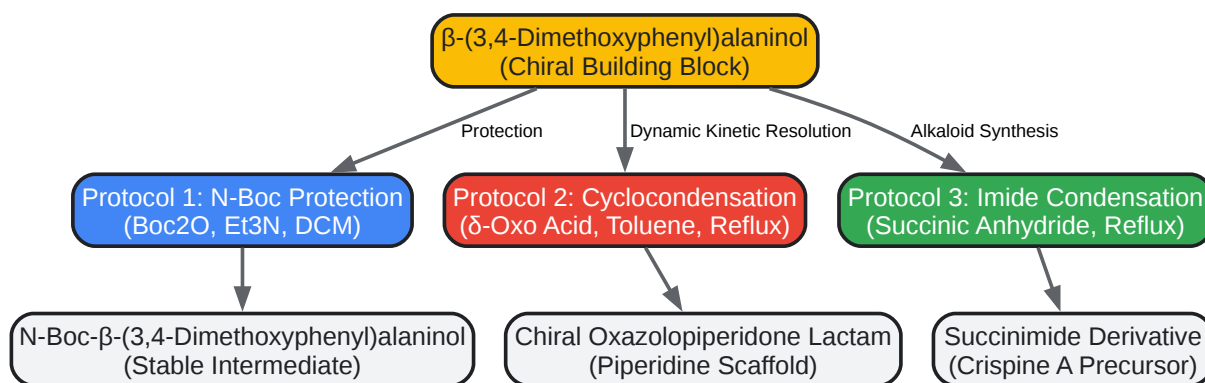 β-(3,4-Dimethoxyphenyl)alaninol
(Chiral Building Block)
Protection
Dynamic Kinetic Resolution
Alkaloid Synthesis
Protocol 1: N-Boc Protection
(Boc2O, Et3N, DCM)
Protocol 2: Cyclocondensation
(δ-Oxo Acid, Toluene, Reflux)
Protocol 3: Imide Condensation
(Succinic Anhydride, Reflux)
N-Boc-β-(3,4-Dimethoxyphenyl)alaninol
(Stable Intermediate)
Chiral Oxazolopiperidone Lactam
(Piperidine Scaffold)
Succinimide Derivative
(Crispine A Precursor)